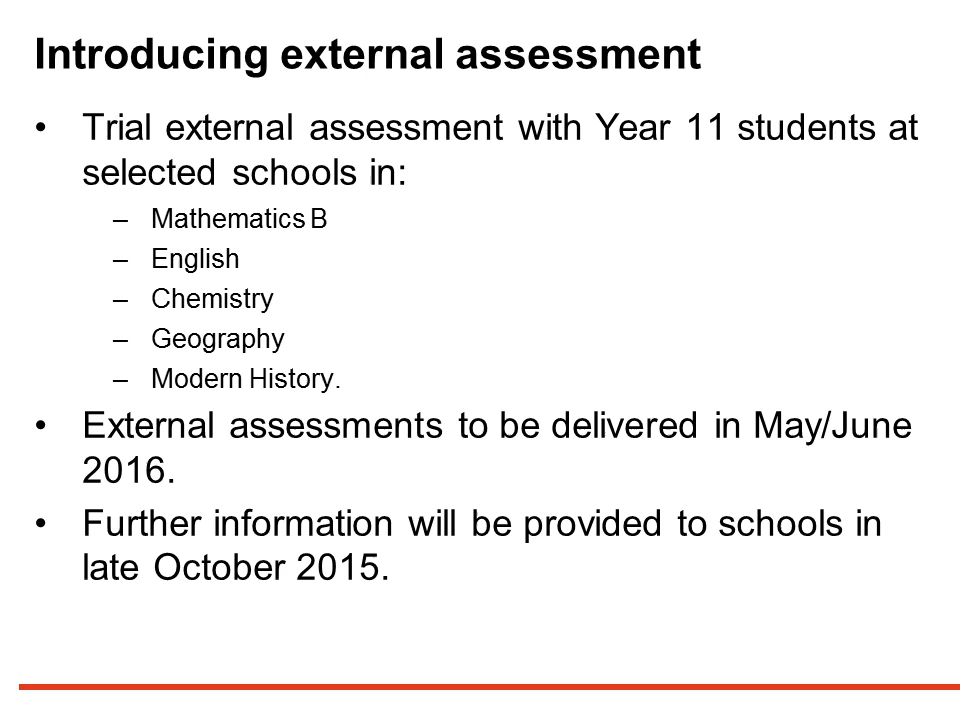 Introducing external assessment
• Trial external assessment with Year 11 students at
selected schools in:
– Mathematics B
– English
– Chemistry
– Geography
– Modern History.
• External assessments to be delivered in May/June
2016.
• Further information will be provided to schools in
late October 2015.